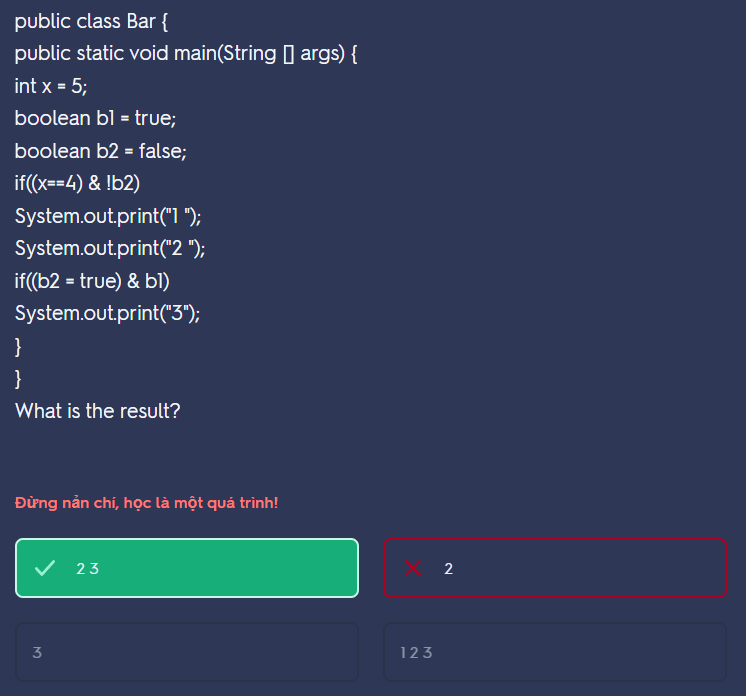 public class Bar {
public static void main(String [] args) {
int x = 5;
boolean b1 = true;
boolean b2 = false;
if((x==4) & !b2)
System.out.print("1 ");
System.out.print("2 ");
if((b2 = true) & b1)
System.out.print("3");
}
}
What is the result?
Đừng nản chí, học là một quá trình!
2 3
2
3
1 2 3